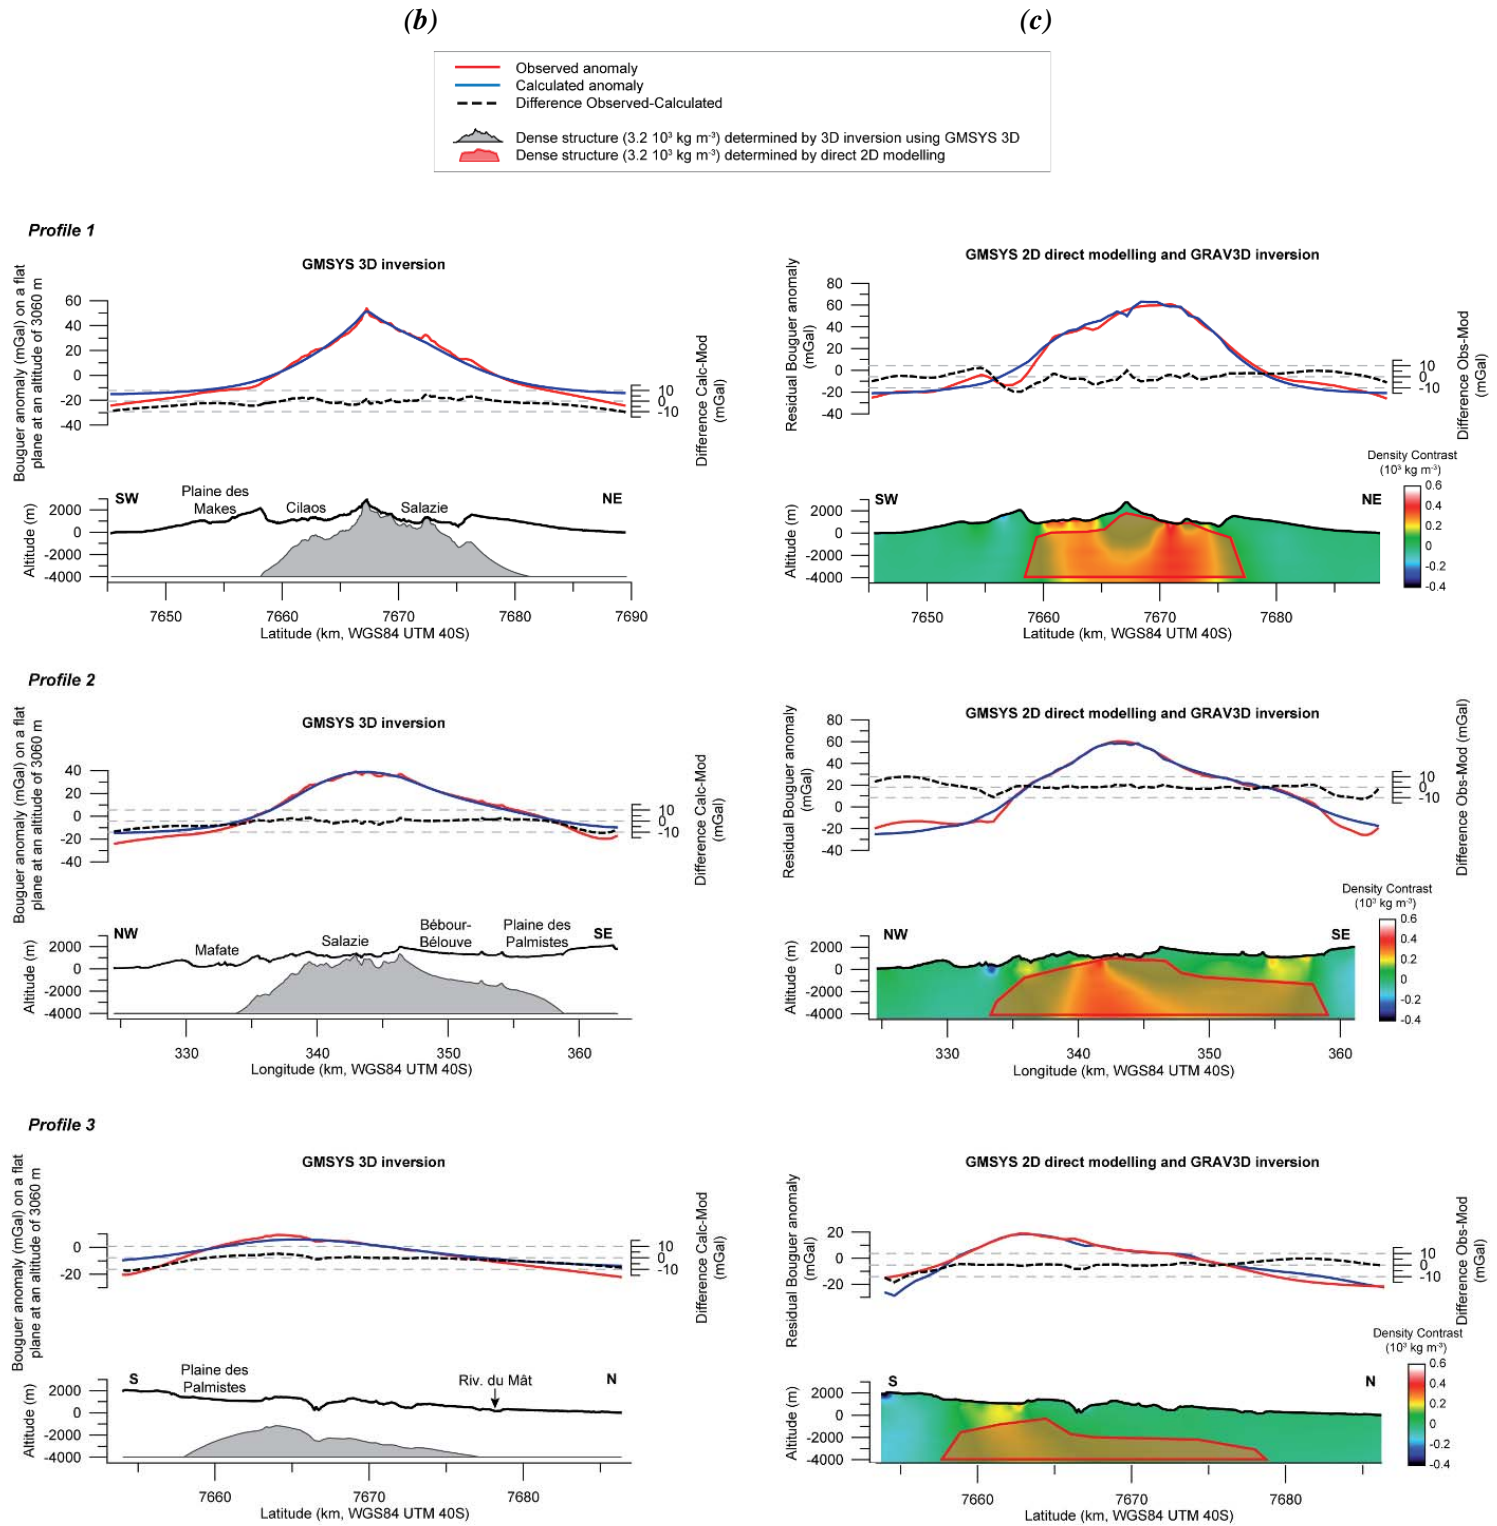 (b)
(c)
Observed anomaly
Calculated anomaly
Difference Observed-Calculated
Dense structure (3.2 10³ kg m⁻³) determined by 3D inversion using GMSYS 3D
Dense structure (3.2 10³ kg m⁻³) determined by direct 2D modelling
Profile 1
GMSYS 3D inversion
Bouguer anomaly (mGal) on a flat
plane at an altitude of 3060 m
60
40
20
0
-20
-40
10
0
-10
Difference Calc-Mod
(mGal)
SW
Plaine des
Makes
Cilaos
Salazie
NE
Altitude (m)
2000
0
-2000
-4000
7650
7660
7670
7680
7690
Latitude (km, WGS84 UTM 40S)
GMSYS 2D direct modelling and GRAV3D inversion
Residual Bouguer anomaly
(mGal)
80
60
40
20
0
-20
-40
10
0
-10
Difference Obs-Mod
(mGal)
Density Contrast
(10³ kg m⁻³)
0.6
0.4
0.2
0
-0.2
-0.4
SW
NE
Altitude (m)
2000
0
-2000
-4000
7650
7660
7670
7680
Latitude (km, WGS84 UTM 40S)
Profile 2
GMSYS 3D inversion
Bouguer anomaly (mGal) on a flat
plane at an altitude of 3060 m
40
20
0
-20
-40
10
0
-10
Difference Calc-Mod
(mGal)
NW
Mafate
Salazie
Bébour-
Bélouve
Plaine des
Palmistes
SE
Altitude (m)
2000
0
-2000
-4000
330
340
350
360
Longitude (km, WGS84 UTM 40S)
GMSYS 2D direct modelling and GRAV3D inversion
Residual Bouguer anomaly
(mGal)
80
60
40
20
0
-20
-40
10
0
-10
Difference Obs-Mod (mGal)
Density Contrast
(10³ kg m⁻³)
0.6
0.4
0.2
0
-0.2
-0.4
NW
SE
Altitude (m)
2000
0
-2000
-4000
330
340
350
360
Longitude (km, WGS84 UTM 40S)
Profile 3
GMSYS 3D inversion
Bouguer anomaly (mGal) on a flat
plane at an altitude of 3060 m
0
-20
10
0
-10
Difference Calc-Mod
(mGal)
S
Plaine des
Palmistes
Riv. du Mât
N
Altitude (m)
2000
0
-2000
-4000
7660
7670
7680
Latitude (km, WGS84 UTM 40S)
GMSYS 2D direct modelling and GRAV3D inversion
Residual Bouguer anomaly
(mGal)
20
0
-20
10
0
-10
Difference Obs-Mod
(mGal)
Density Contrast
(10³ kg m⁻³)
0.6
0.4
0.2
0
-0.2
-0.4
S
N
Altitude (m)
2000
0
-2000
-4000
7660
7670
7680
Latitude (km, WGS84 UTM 40S)